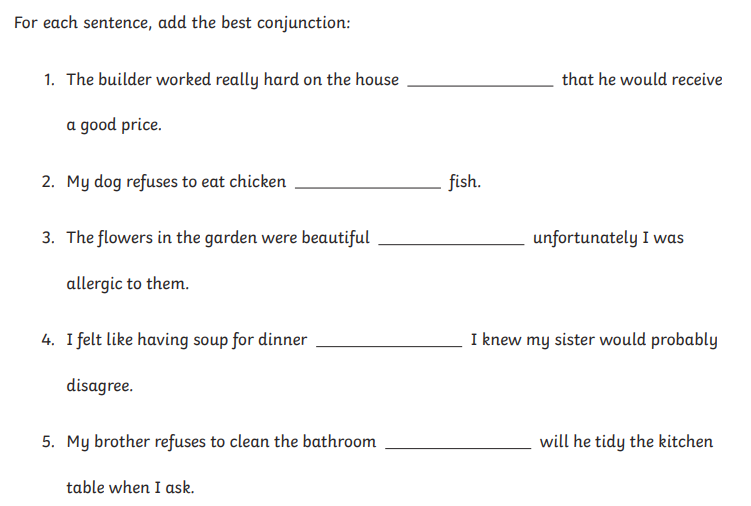 For each sentence, add the best conjunction:
1. The builder worked really hard on the house ________________ that he would receive
a good price.
2. My dog refuses to eat chicken ________________ fish.
3. The flowers in the garden were beautiful ________________ unfortunately I was
allergic to them.
4. I felt like having soup for dinner ________________ I knew my sister would probably
disagree.
5. My brother refuses to clean the bathroom ________________ will he tidy the kitchen
table when I ask.